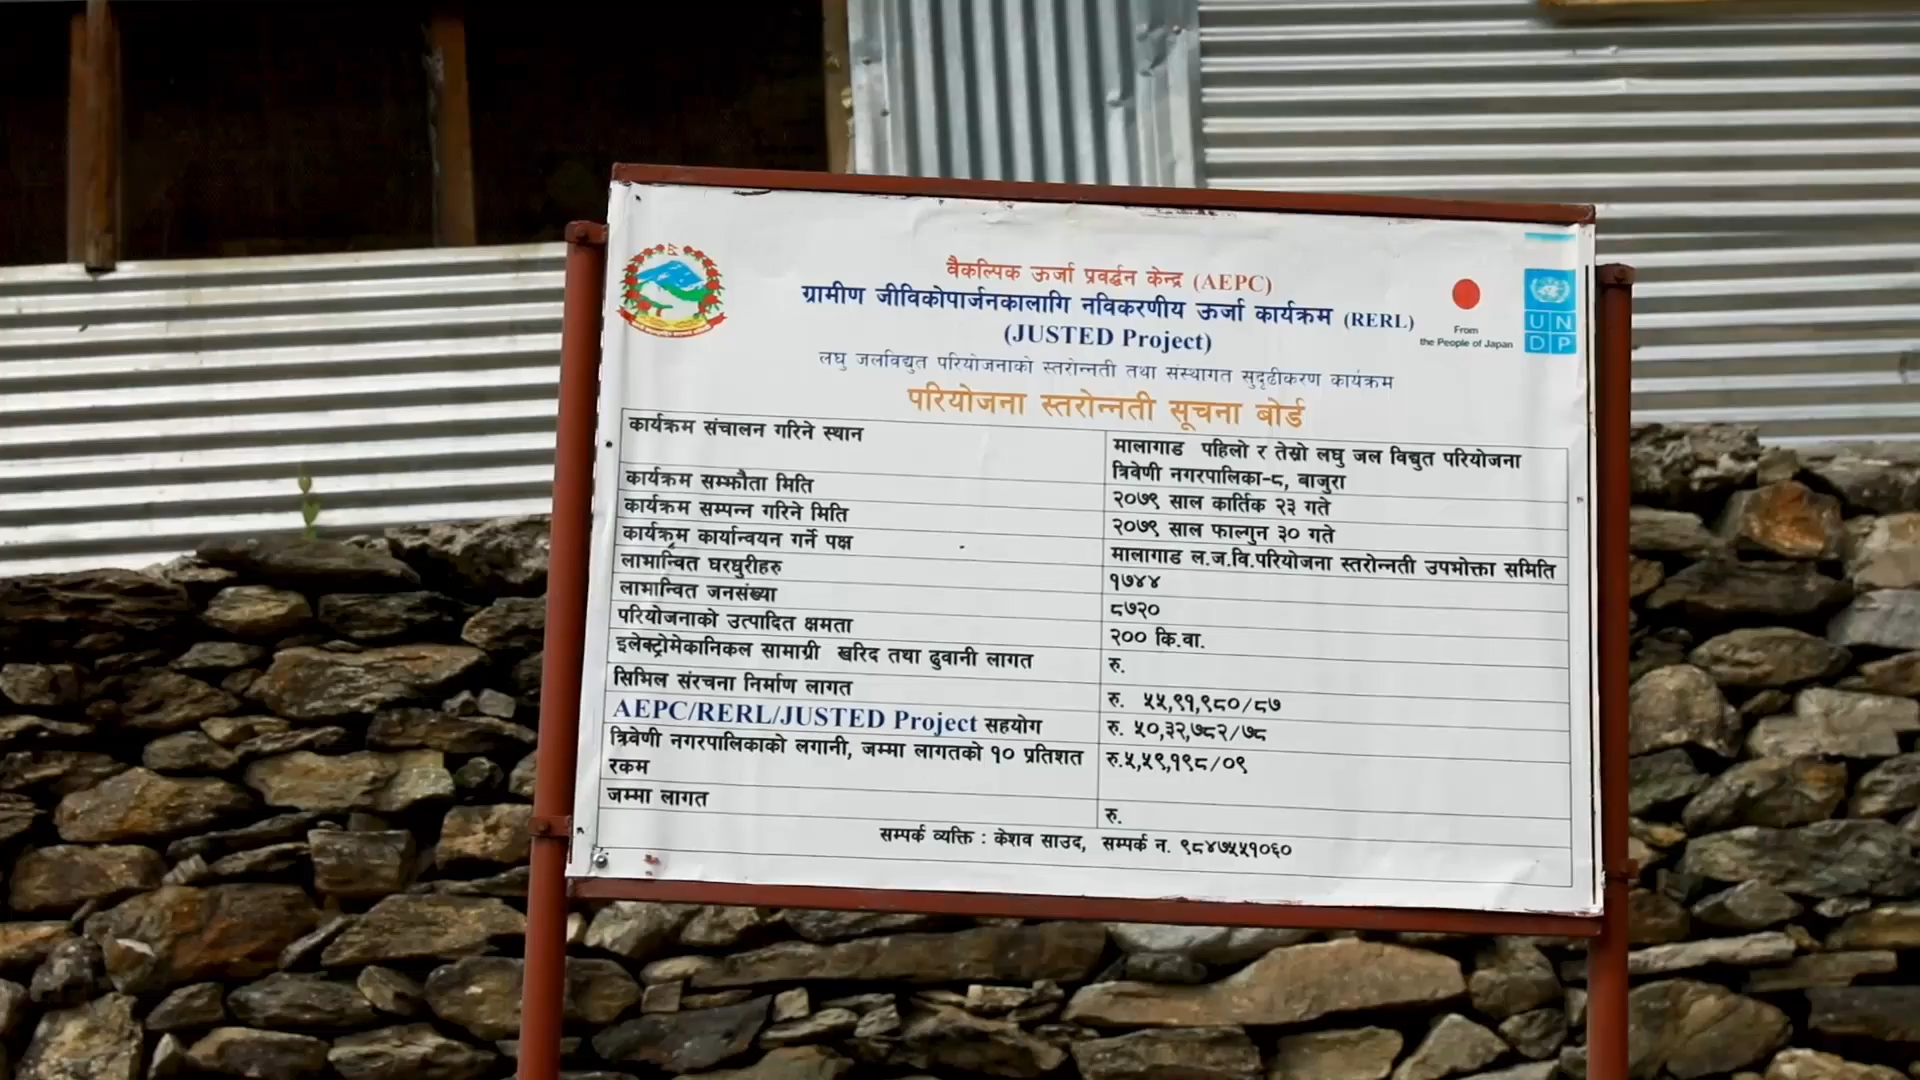 वैकल्पिक ऊर्जा प्रवर्द्धन केन्द्र (AEPC)
ग्रामीण जीविकोपार्जनकालागि नविकरणीय ऊर्जा कार्यक्रम (RERL)
(JUSTED Project)
From
the People of Japan
UN
DP
लघु जलविद्युत परियोजनाको स्तरोन्नती तथा संस्थागत सुदृढीकरण कार्यक्रम
परियोजना स्तरोन्नती सूचना बोर्ड
कार्यक्रम संचालन गरिने स्थान
मालागाड पहिलो र तेस्रो लघु जल विद्युत परियोजना
त्रिवेणी नगरपालिका-८, बाजुरा
कार्यक्रम सम्झौता मिति
२०७९ साल कार्तिक २३ गते
कार्यक्रम सम्पन्न गरिने मिति
२०७९ साल फाल्गुन ३० गते
कार्यक्रम कार्यान्वयन गर्ने पक्ष
मालागाड ल.ज.वि.परियोजना स्तरोन्नती उपभोक्ता समिति
लाभान्वित घरघुरीहरु
१७४४
लाभान्वित जनसंख्या
८७२०
परियोजनाको उत्पादित क्षमता
२०० कि.वा.
इलेक्ट्रोमेकानिकल सामाग्री खरिद तथा ढुवानी लागत
रु.
सिभिल संरचना निर्माण लागत
रु. ५५,९१,९८०/८७
AEPC/RERL/JUSTED Project सहयोग
रु. ५०,३२,७८२/७८
त्रिवेणी नगरपालिकाको लगानी, जम्मा लागतको १० प्रतिशत
रकम
रु.५,५९,१९८/०९
जम्मा लागत
रु.
सम्पर्क व्यक्ति : केशव साउद, सम्पर्क न. ९८४७५५१०६०